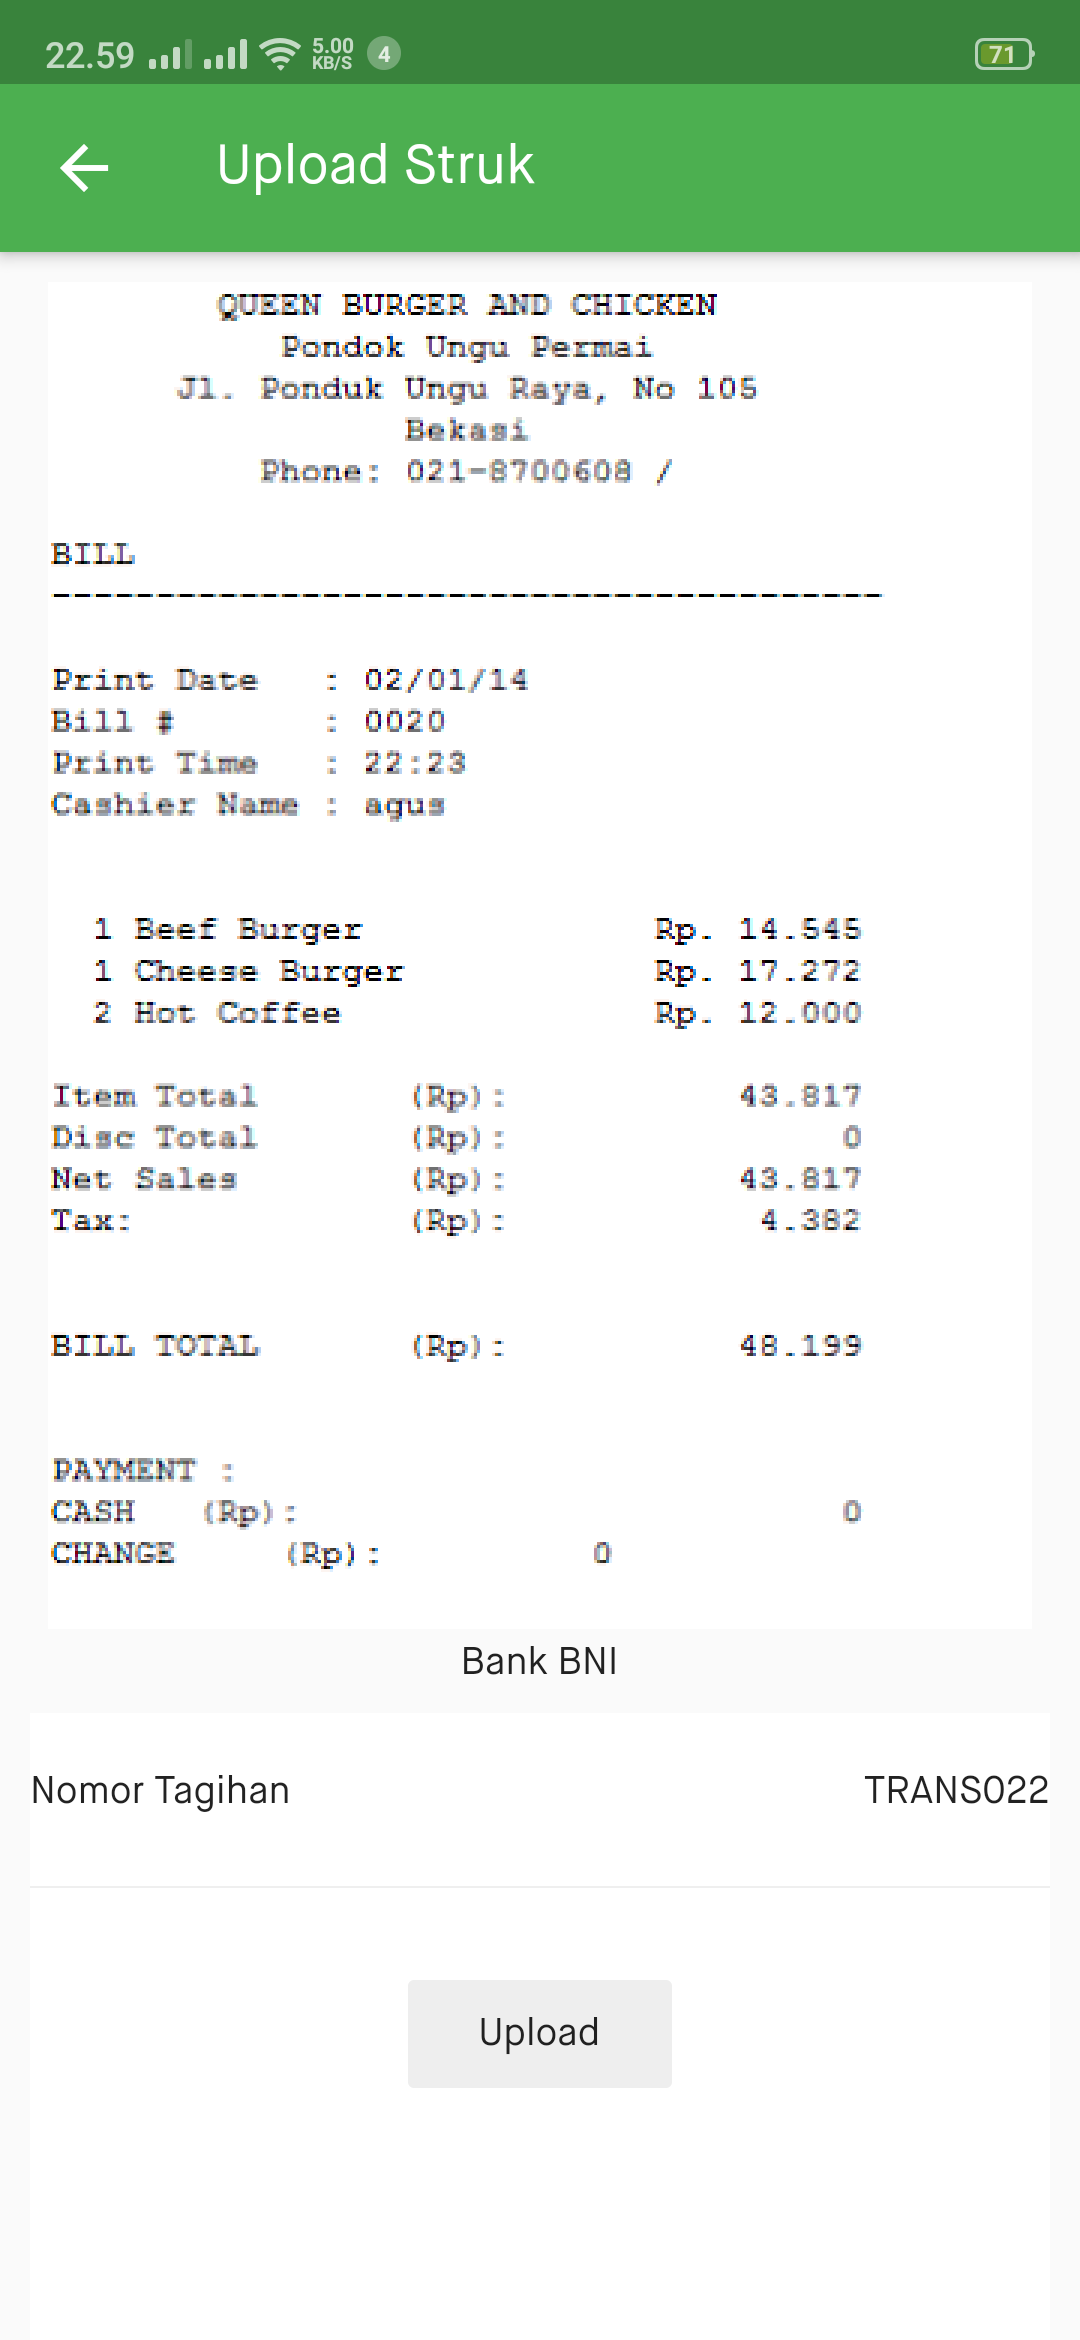 22.59 5.00 KB/S 4 71
Upload Struk
QUEEN BURGER AND CHICKEN
Pondok Ungu Permai
Jl. Ponduk Ungu Raya, No 105
Bekasi
Phone: 021-8700608 /
BILL
----------------------------------------
Print Date : 02/01/14
Bill # : 0020
Print Time : 22:23
Cashier Name : agus
1 Beef Burger Rp. 14.545
1 Cheese Burger Rp. 17.272
2 Hot Coffee Rp. 12.000
Item Total (Rp): 43.817
Disc Total (Rp): 0
Net Sales (Rp): 43.817
Tax: (Rp): 4.382
BILL TOTAL (Rp): 48.199
PAYMENT :
CASH (Rp): 0
CHANGE (Rp): 0
Bank BNI
Nomor Tagihan TRANS022
Upload